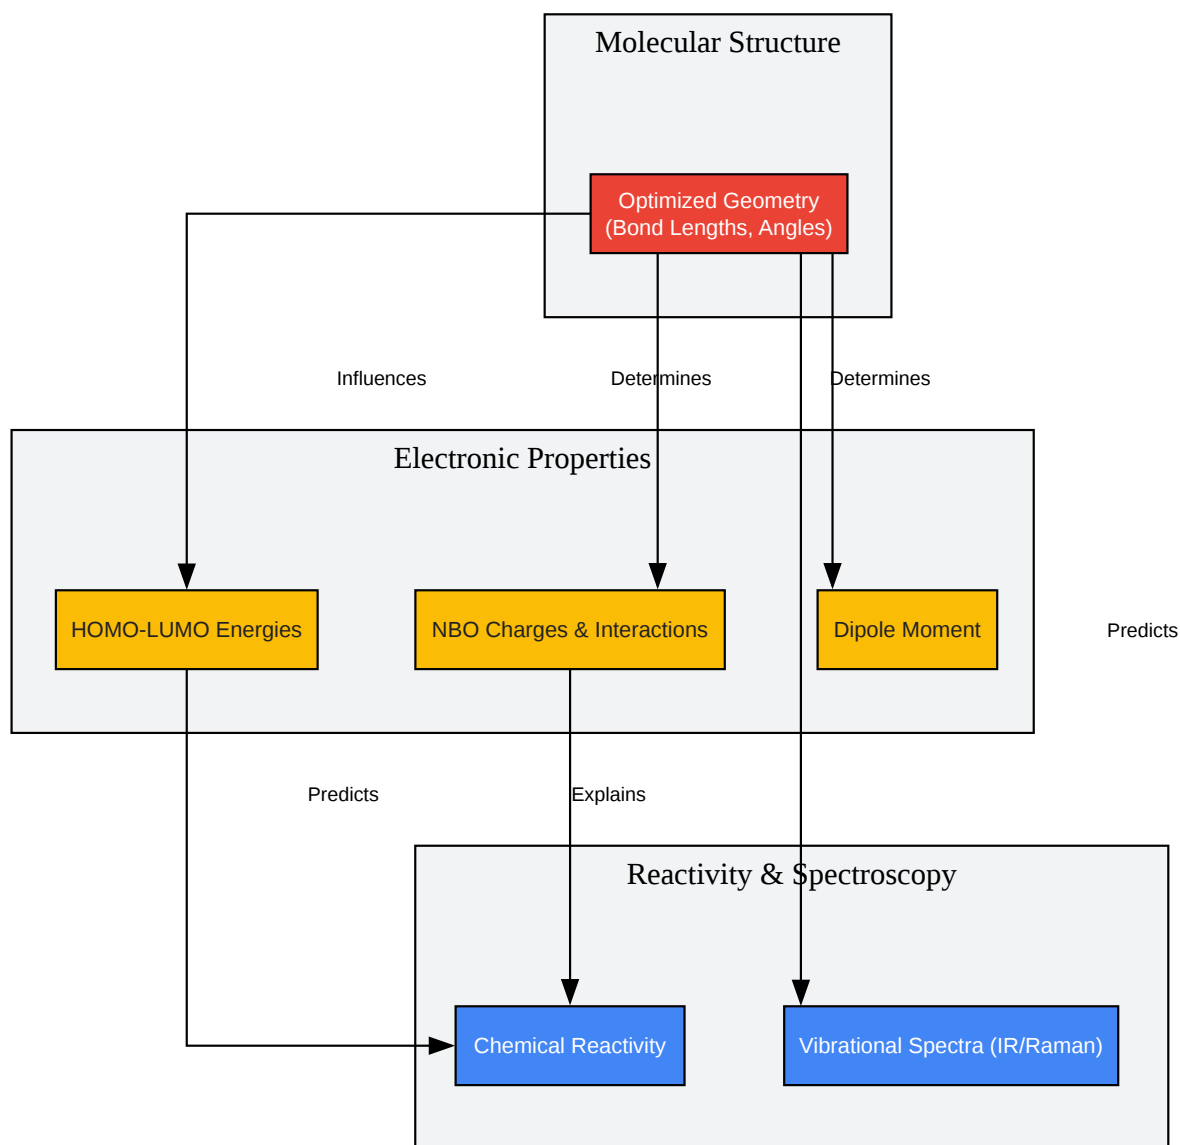 Molecular Structure
Optimized Geometry
(Bond Lengths, Angles)
Influences
Determines
Determines
Electronic Properties
HOMO-LUMO Energies
NBO Charges & Interactions
Dipole Moment
Predicts
Predicts
Explains
Reactivity & Spectroscopy
Chemical Reactivity
Vibrational Spectra (IR/Raman)